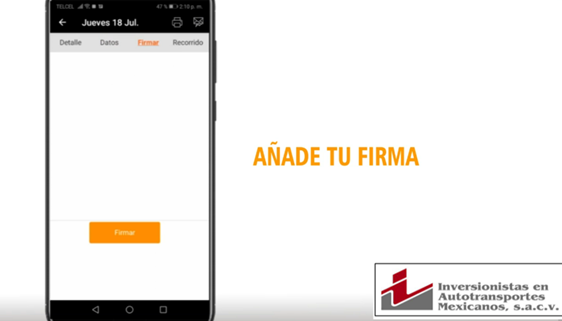 TELCEL
47 % 2:10 p. m.
Jueves 18 Jul.
Detalle Datos Firmar Recorrido
Firmar
AÑADE TU FIRMA
Inversionistas en
Autotransportes
Mexicanos, s.a.c.v.